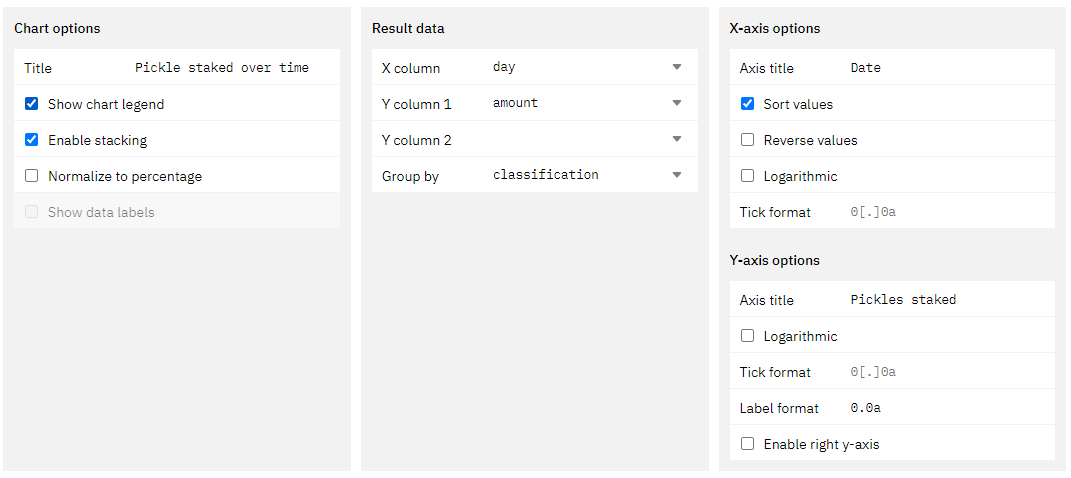 Chart options
Title Pickle staked over time
Show chart legend
Enable stacking
Normalize to percentage
Show data labels
Result data
X column day
Y column 1 amount
Y column 2
Group by classification
X-axis options
Axis title Date
Sort values
Reverse values
Logarithmic
Tick format 0[.]0a
Y-axis options
Axis title Pickles staked
Logarithmic
Tick format 0[.]0a
Label format 0.0a
Enable right y-axis